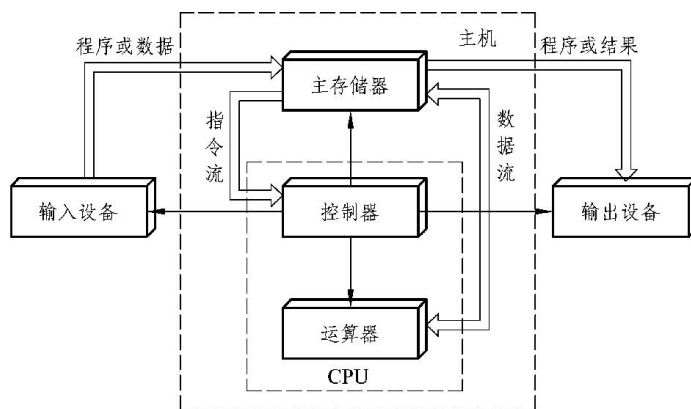 程序或数据
主机
程序或结果
主存储器
指令流
数据流
输入设备
控制器
输出设备
运算器
CPU